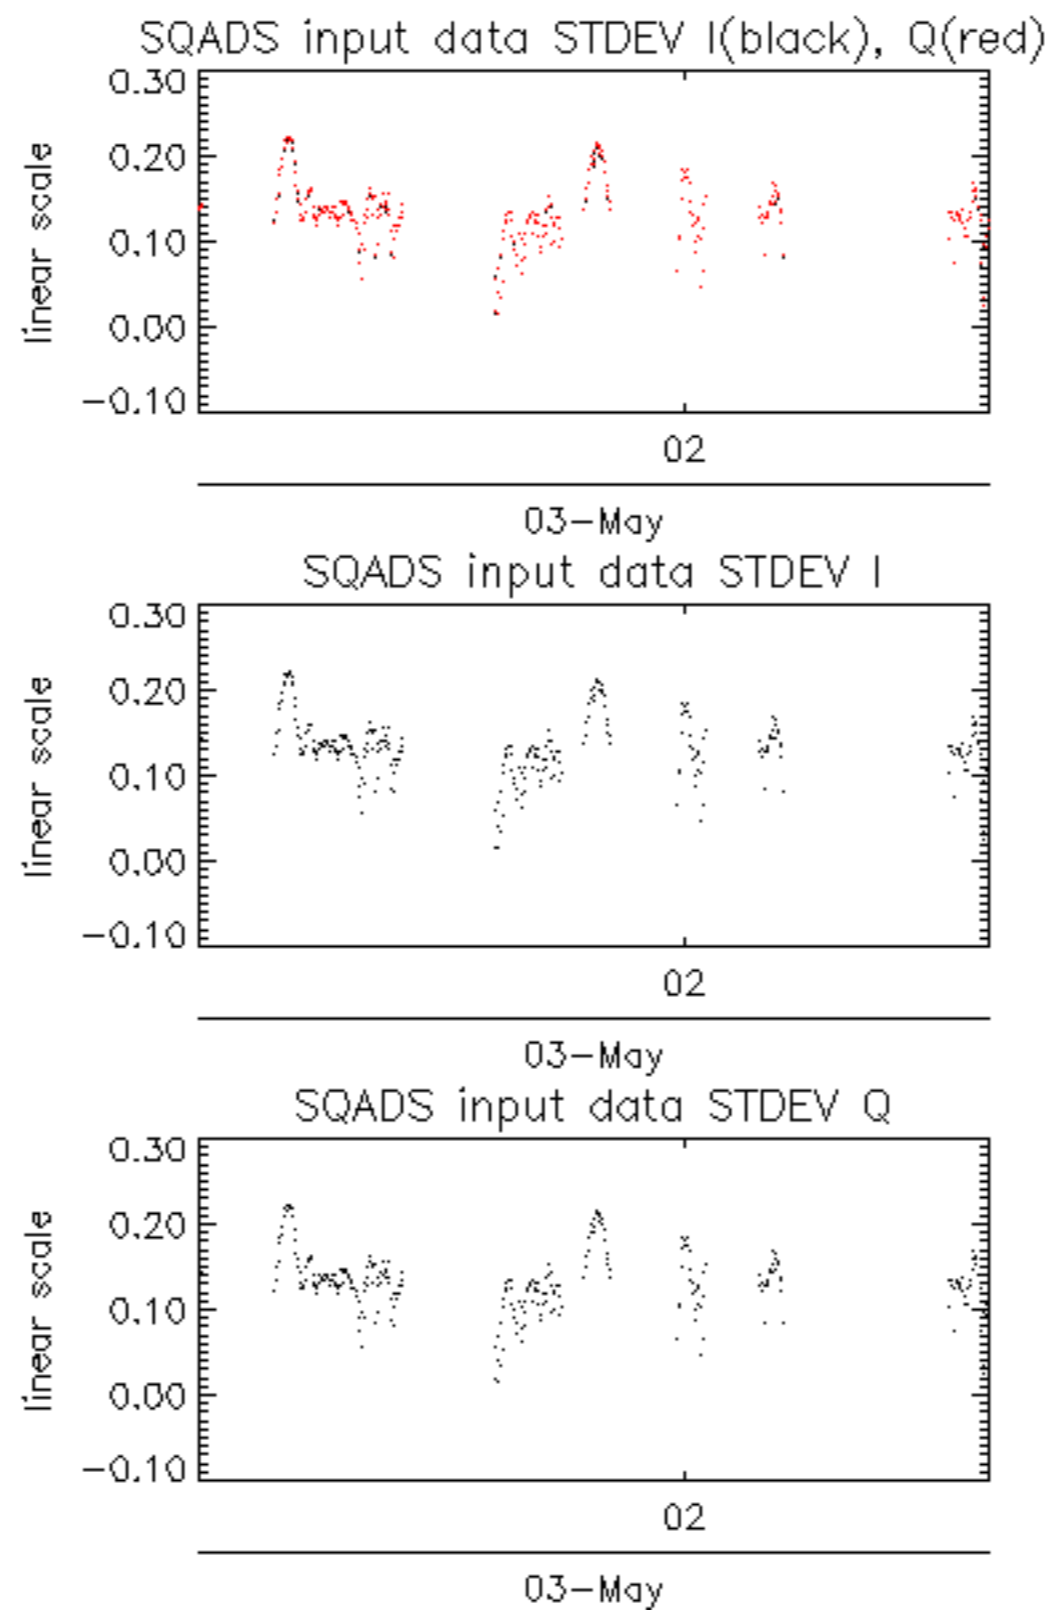 SQADS input data STDEV I(black), Q(red)
0.30
0.20
0.10
0.00
-0.10
linear scale
02
03-May
SQADS input data STDEV I
0.30
0.20
0.10
0.00
-0.10
linear scale
02
03-May
SQADS input data STDEV Q
0.30
0.20
0.10
0.00
-0.10
linear scale
02
03-May